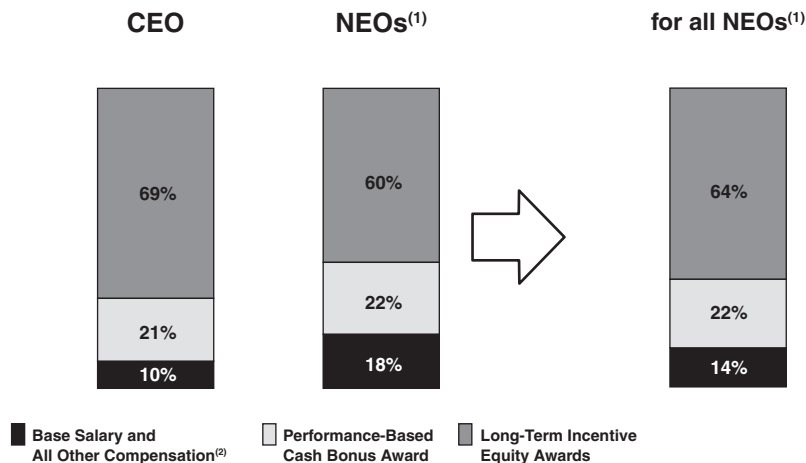 CEO
NEOs(1)
for all NEOs(1)
69%
60%
64%
21%
22%
22%
10%
18%
14%
Base Salary and
All Other Compensation(2)
Performance-Based
Cash Bonus Award
Long-Term Incentive
Equity Awards